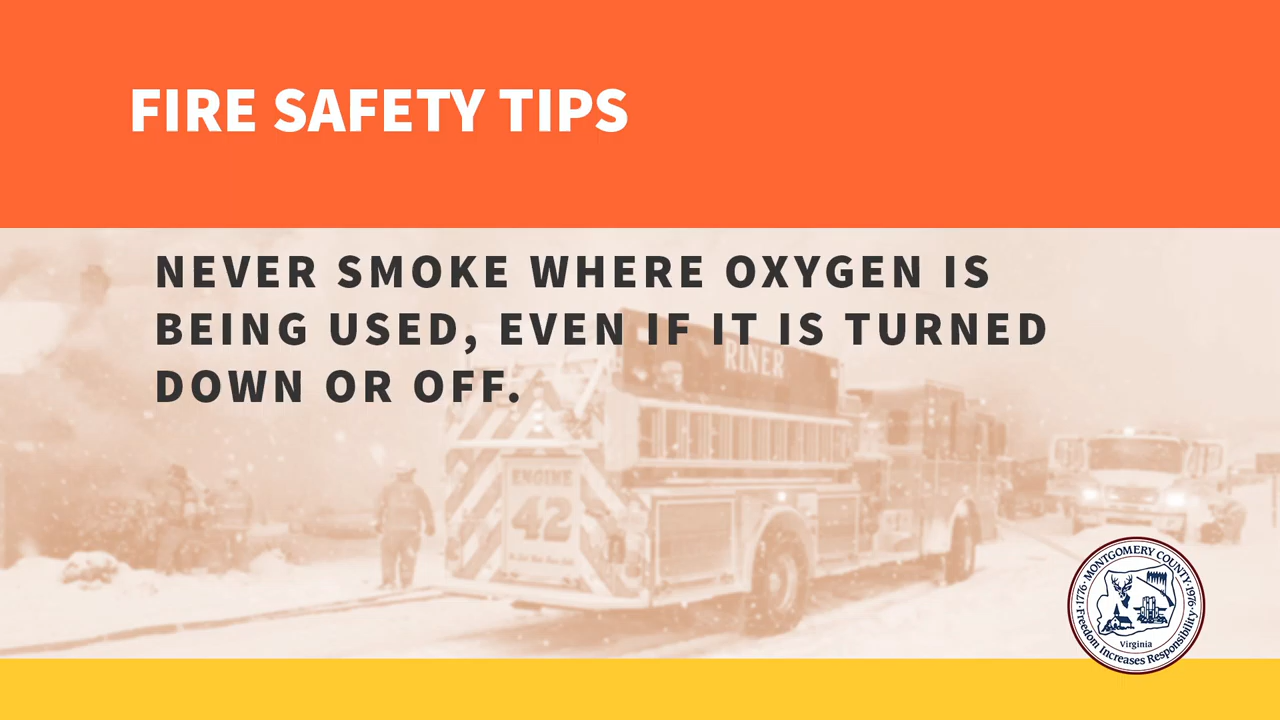 FIRE SAFETY TIPS
NEVER SMOKE WHERE OXYGEN IS
BEING USED, EVEN IF IT IS TURNED
DOWN OR OFF.
RINER
ENGINE
42
·1776· MONTGOMERY COUNTY ·1976·
Freedom Increases Responsibility
Virginia